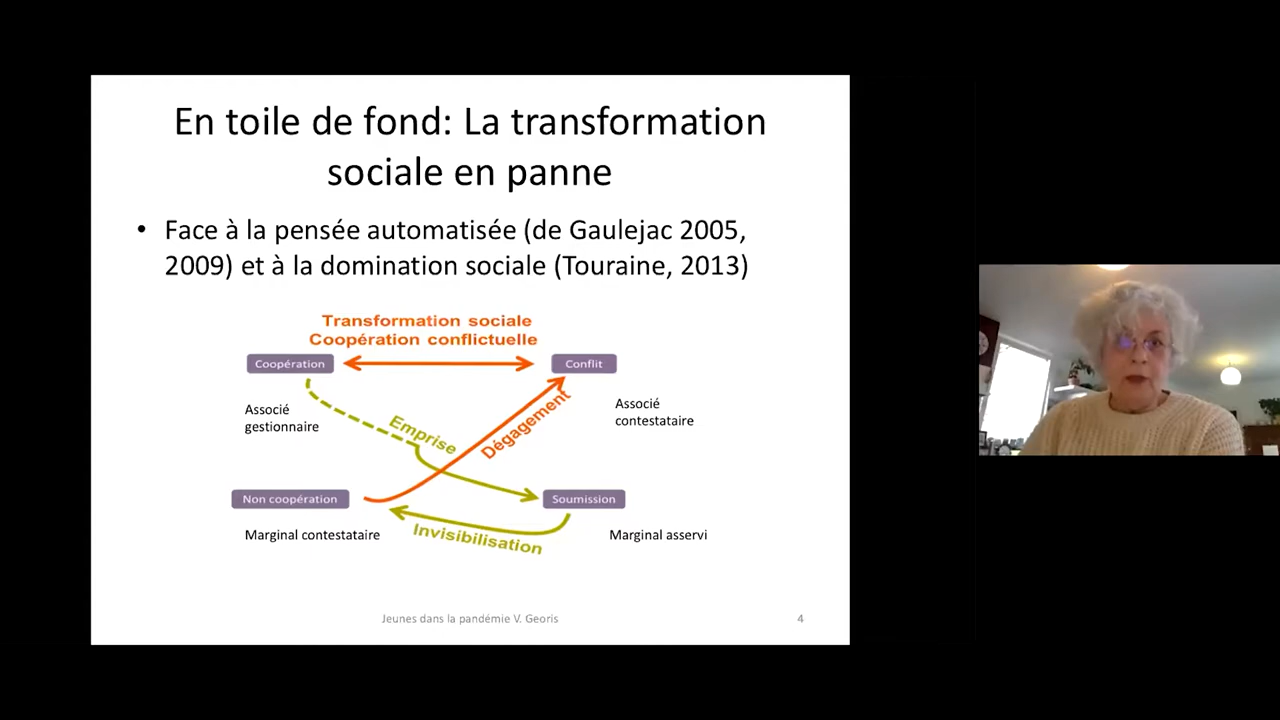 En toile de fond: La transformation
sociale en panne
• Face à la pensée automatisée (de Gaulejac 2005,
2009) et à la domination sociale (Touraine, 2013)
Transformation sociale
Coopération conflictuelle
Coopération
Conflit
Associé
gestionnaire
Associé
contestataire
Emprise
Dégagement
Non coopération
Soumission
Invisibilisation
Marginal contestataire
Marginal asservi
Jeunes dans la pandémie V. Georis
4